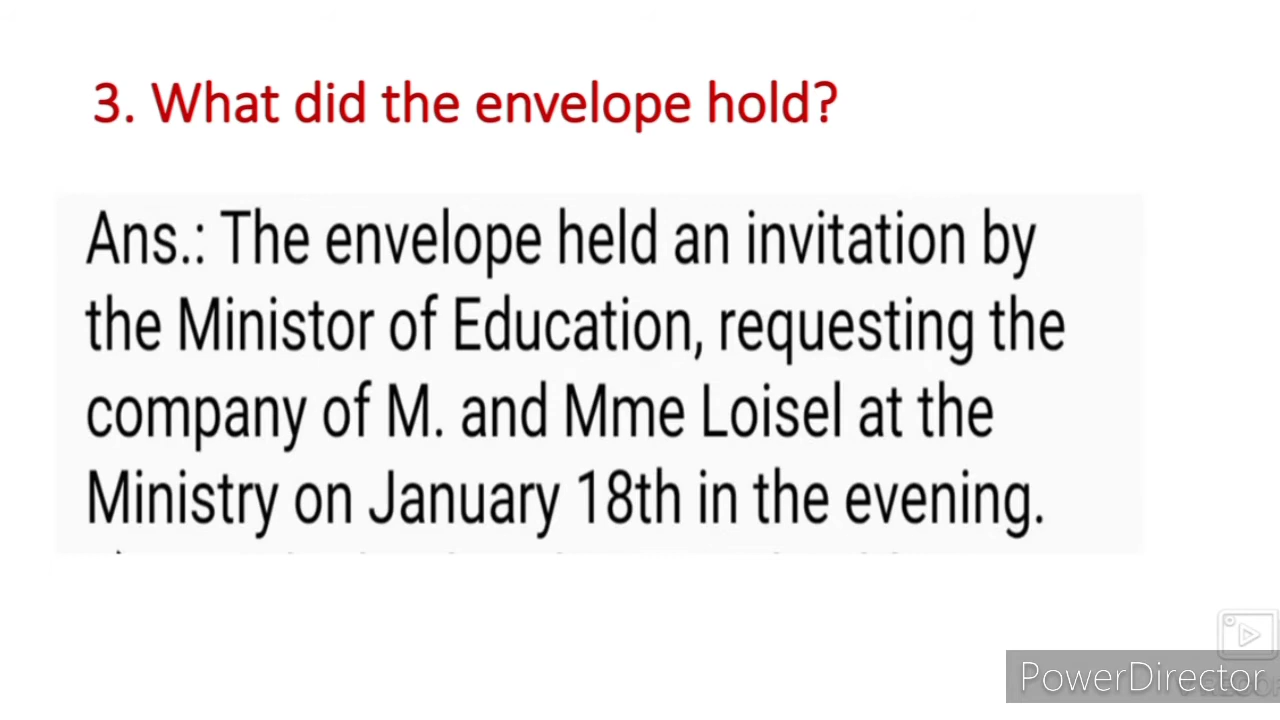 3. What did the envelope hold?
Ans.: The envelope held an invitation by
the Ministor of Education, requesting the
company of M. and Mme Loisel at the
Ministry on January 18th in the evening.
PowerDirector